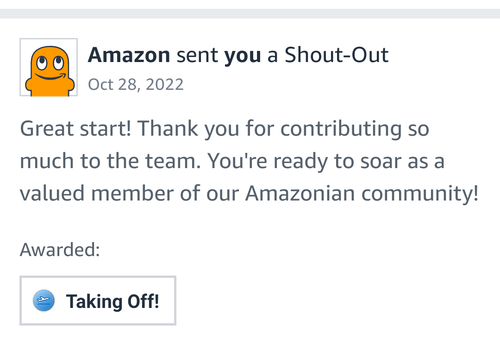 Amazon sent you a Shout-Out
Oct 28, 2022
Great start! Thank you for contributing so
much to the team. You're ready to soar as a
valued member of our Amazonian community!
Awarded:
Taking Off!